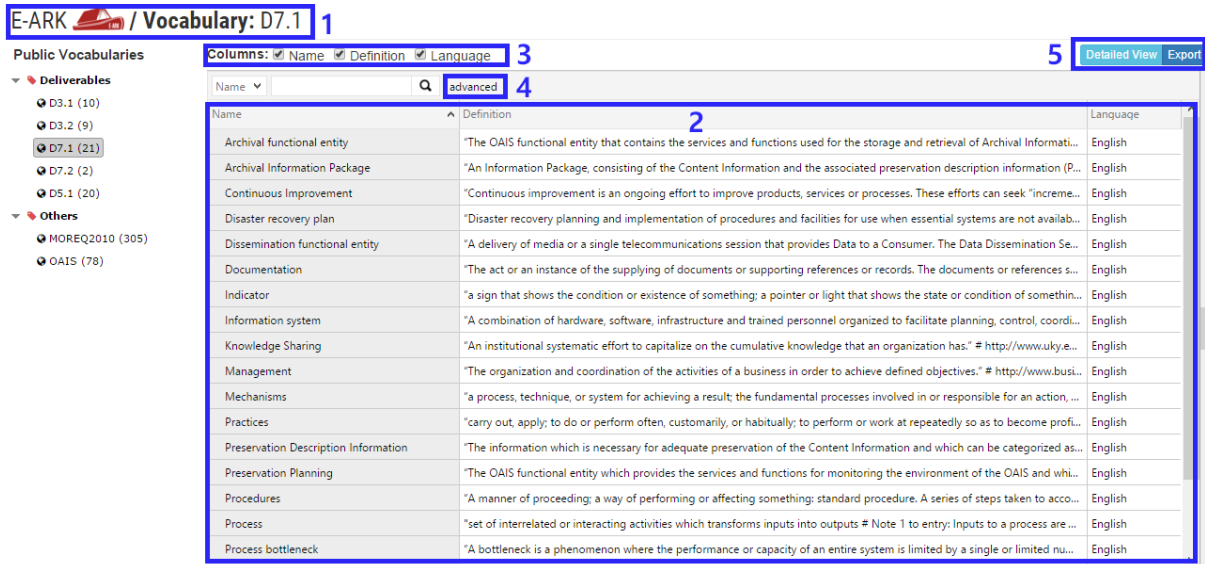 E-ARK I AM / Vocabulary: D7.1 1
Public Vocabularies
Deliverables
D3.1 (10)
D3.2 (9)
D7.1 (21)
D7.2 (2)
D5.1 (20)
Others
MOREQ2010 (305)
OAIS (78)
Columns: Name Definition Language 3
5 Detailed View Export
Name advanced 4
2
Name Definition Language
Archival functional entity "The OAIS functional entity that contains the services and functions used for the storage and retrieval of Archival Informati... English
Archival Information Package "An Information Package, consisting of the Content Information and the associated preservation description information (P... English
Continuous Improvement "Continuous improvement is an ongoing effort to improve products, services or processes. These efforts can seek "increme... English
Disaster recovery plan "Disaster recovery planning and implementation of procedures and facilities for use when essential systems are not availab... English
Dissemination functional entity "A delivery of media or a single telecommunications session that provides Data to a Consumer. The Data Dissemination Se... English
Documentation "The act or an instance of the supplying of documents or supporting references or records. The documents or references s... English
Indicator "a sign that shows the condition or existence of something; a pointer or light that shows the state or condition of somethin... English
Information system "A combination of hardware, software, infrastructure and trained personnel organized to facilitate planning, control, coordi... English
Knowledge Sharing "An institutional systematic effort to capitalize on the cumulative knowledge that an organization has." # http://www.uky.e... English
Management "The organization and coordination of the activities of a business in order to achieve defined objectives." # http://www.busi... English
Mechanisms "a process, technique, or system for achieving a result; the fundamental processes involved in or responsible for an action, ... English
Practices "carry out, apply; to do or perform often, customarily, or habitually; to perform or work at repeatedly so as to become profi... English
Preservation Description Information "The information which is necessary for adequate preservation of the Content Information and which can be categorized as... English
Preservation Planning "The OAIS functional entity which provides the services and functions for monitoring the environment of the OAIS and whi... English
Procedures "A manner of proceeding; a way of performing or affecting something: standard procedure. A series of steps taken to acco... English
Process "set of interrelated or interacting activities which transforms inputs into outputs # Note 1 to entry: Inputs to a process are ... English
Process bottleneck "A bottleneck is a phenomenon where the performance or capacity of an entire system is limited by a single or limited nu... English